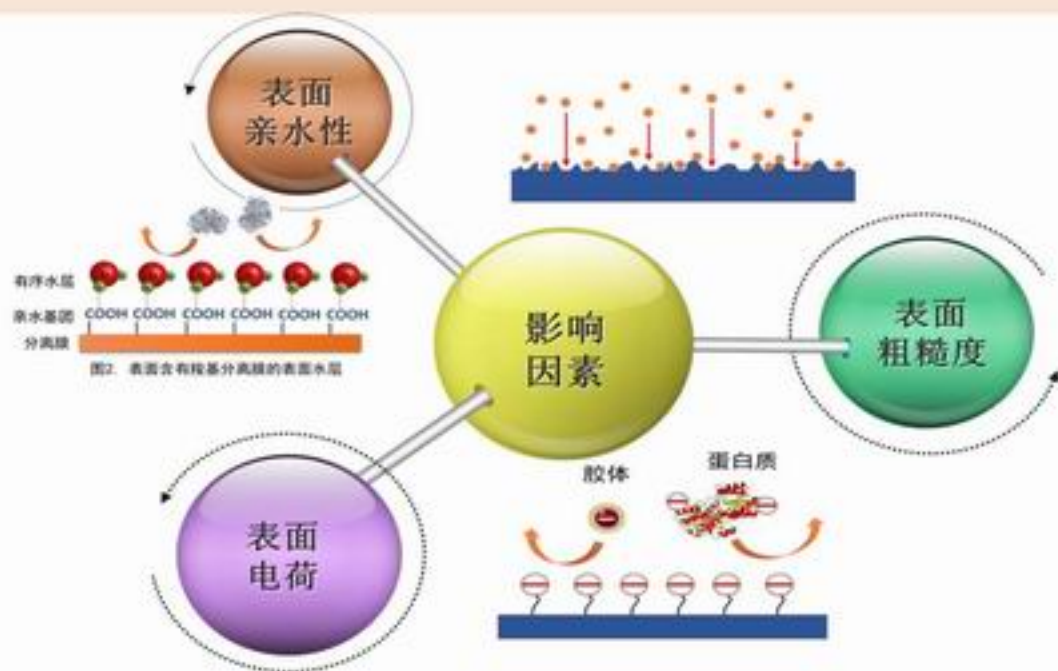 表面
亲水性
有序水层
亲水基团
COOH COOH COOH COOH COOH COOH
分离膜
图2. 表面含有羧基分离膜的表面水层
影响
因素
表面
粗糙度
胶体
蛋白质
表面
电荷